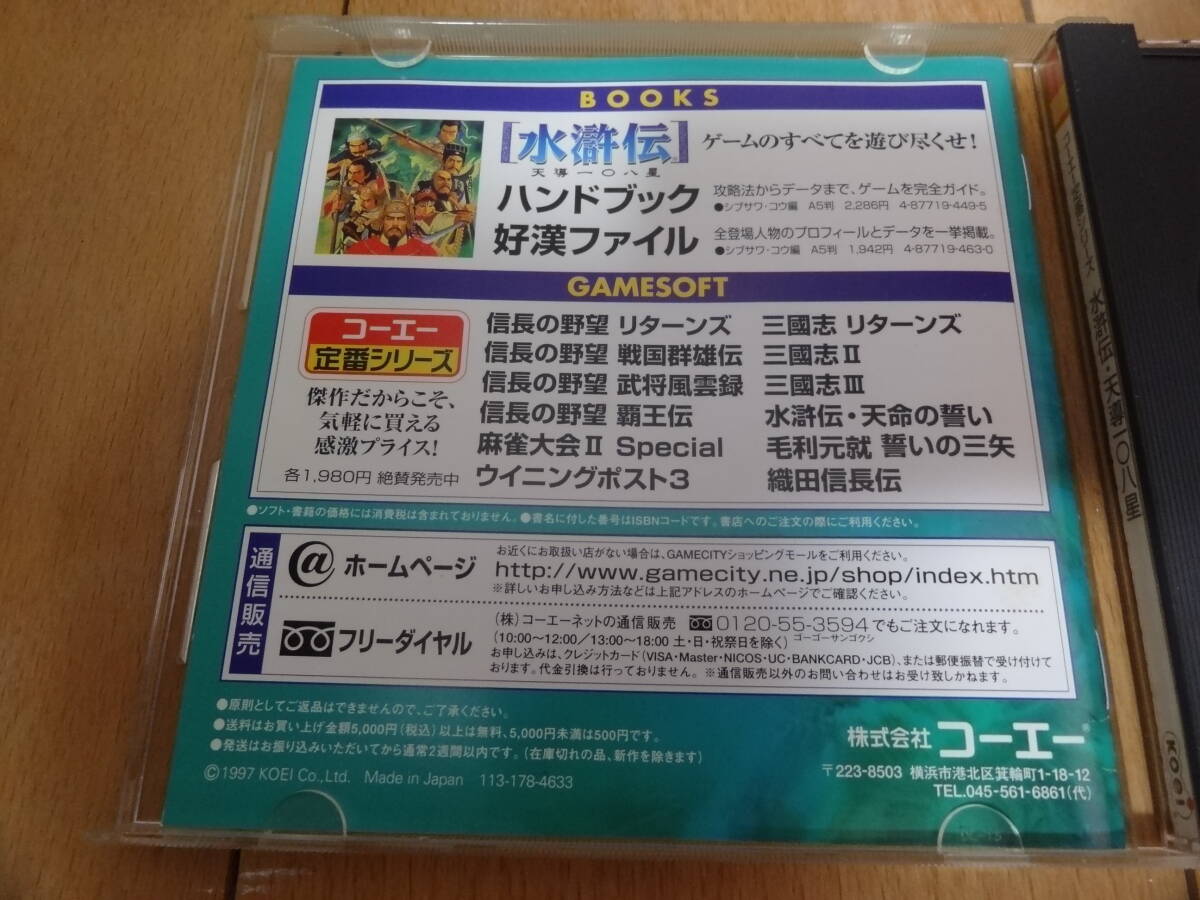 BOOKS
[水滸伝]
天導一〇八星
ゲームのすべてを遊び尽くせ!
ハンドブック
攻略法からデータまで、ゲームを完全ガイド。
●シブサワ・コウ編 A5判 2,286円 4-87719-449-5
好漢ファイル
全登場人物のプロフィールとデータを一挙掲載。
●シブサワ・コウ編 A5判 1,942円 4-87719-463-0
GAMESOFT
コーエー
定番シリーズ
傑作だからこそ、
気軽に買える
感激プライス!
各1,980円 絶賛発売中
信長の野望 リターンズ 三國志 リターンズ
信長の野望 戦国群雄伝 三國志II
信長の野望 武将風雲録 三國志III
信長の野望 覇王伝 水滸伝・天命の誓い
麻雀大会II Special 毛利元就 誓いの三矢
ウイニングポスト3 織田信長伝
●ソフト・書籍の価格には消費税は含まれておりません。●書名に付した番号はISBNコードです。書店へのご注文の際にご利用ください。
通信販売
@ ホームページ
お近くにお取扱い店がない場合は、GAMECITYショッピングモールをご利用ください。
http://www.gamecity.ne.jp/shop/index.htm
※詳しいお申し込み方法などは上記アドレスのホームページでご確認ください。
フリーダイヤル
(株)コーエーネットの通信販売 0120-55-3594でもご注文になれます。
(10:00〜12:00/13:00〜18:00 土・日・祝祭日を除く) ゴーゴーサンゴクシ
お申し込みは、クレジットカード(VISA・Master・NICOS・UC・BANKCARD・JCB)、または郵便振替で受け付けて
おります。代金引換は行っておりません。※通信販売以外のお問い合わせはお受け致しかねます。
●原則としてご返品はできませんので、ご了承ください。
●送料はお買い上げ金額5,000円(税込)以上は無料、5,000円未満は500円です。
●発送はお振り込みいただいてから通常2週間以内です。(在庫切れの品、新作を除きます)
©1997 KOEI Co., Ltd. Made in Japan 113-178-4633
株式会社 コーエー
〒223-8503 横浜市港北区箕輪町1-18-12
TEL.045-561-6861(代)
コーエー定番シリーズ 水滸伝・天導一〇八星